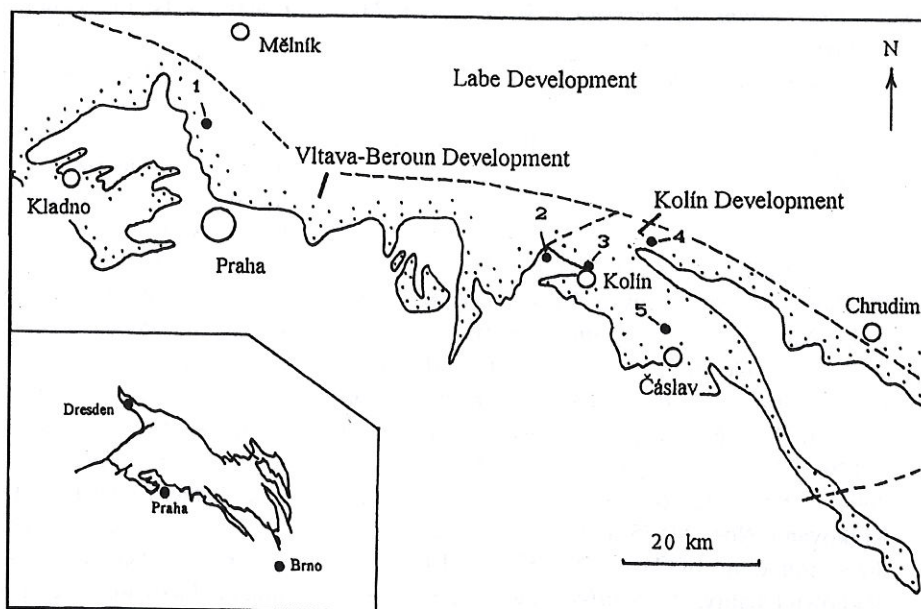 Mělník
N
Labe Development
1
Vltava-Beroun Development
Kladno
Kolín Development
2
3
4
Praha
Kolín
Chrudim
5
Čáslav
Dresden
Praha
20 km
Brno